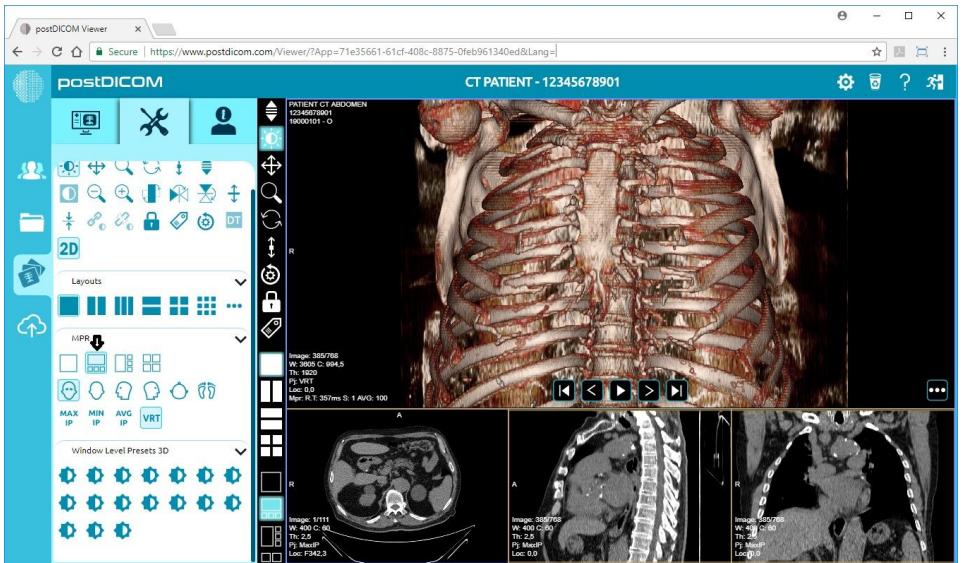 postDICOM Viewer
Secure | https://www.postdicom.com/Viewer/?App=71e35661-61cf-408c-8875-0feb961340ed&Lang=
postDICOM
CT PATIENT - 12345678901
PATIENT CT ABDOMEN
12345678901
19000101 - O
DT
2D
Layouts
MPR
MAX IP
MIN IP
AVG IP
VRT
Window Level Presets 3D
R
Image: 385/768
W: 3605 C: 994,5
Th: 1920
Pj: VRT
Loc: 0,0
Mpr: R.T: 357ms S: 1 AVG: 100
A
R
Image: 1/111
W: 400 C: 60
Th: 2,5
Pj: MaxIP
Loc: F342,3
A
Image: 385/768
W: 400 C: 60
Th: 2,5
Pj: MaxIP
Loc: 0,0
R
Image: 385/768
W: 400 C: 60
Th: 2,5
Pj: MaxIP
Loc: 0,0